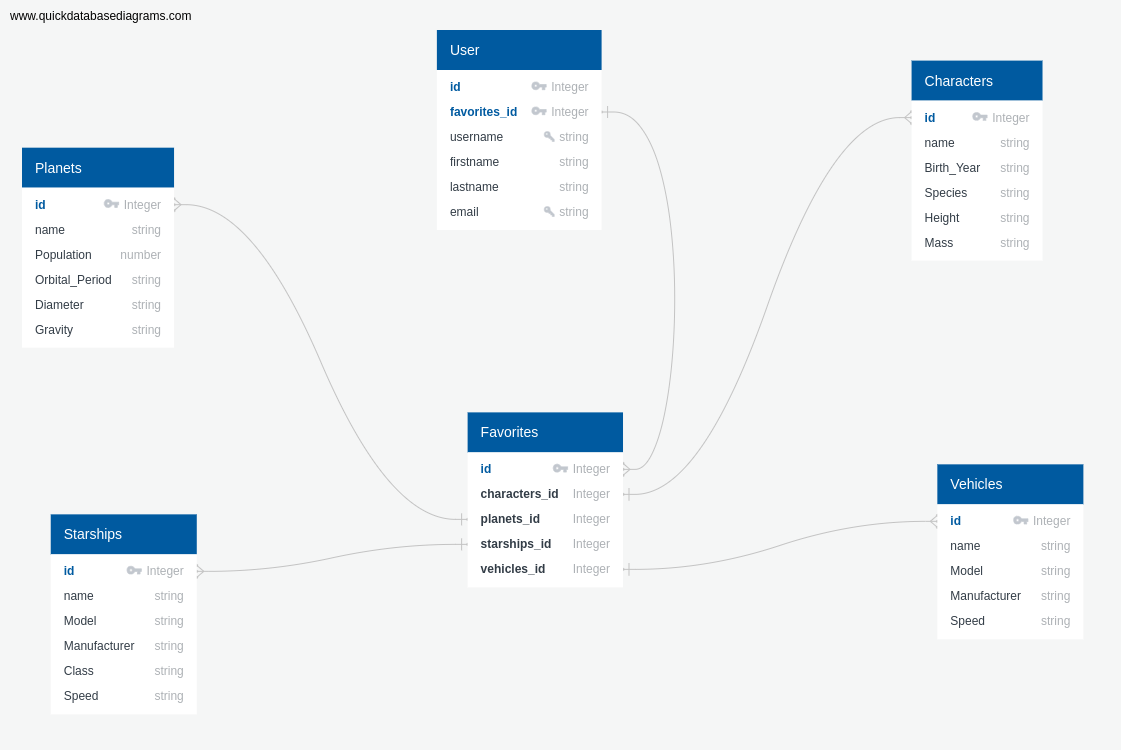 www.quickdatabasediagrams.com
User
id Integer
favorites_id Integer
username string
firstname string
lastname string
email string
Characters
id Integer
name string
Birth_Year string
Species string
Height string
Mass string
Planets
id Integer
name string
Population number
Orbital_Period string
Diameter string
Gravity string
Favorites
id Integer
characters_id Integer
planets_id Integer
starships_id Integer
vehicles_id Integer
Vehicles
id Integer
name string
Model string
Manufacturer string
Speed string
Starships
id Integer
name string
Model string
Manufacturer string
Class string
Speed string